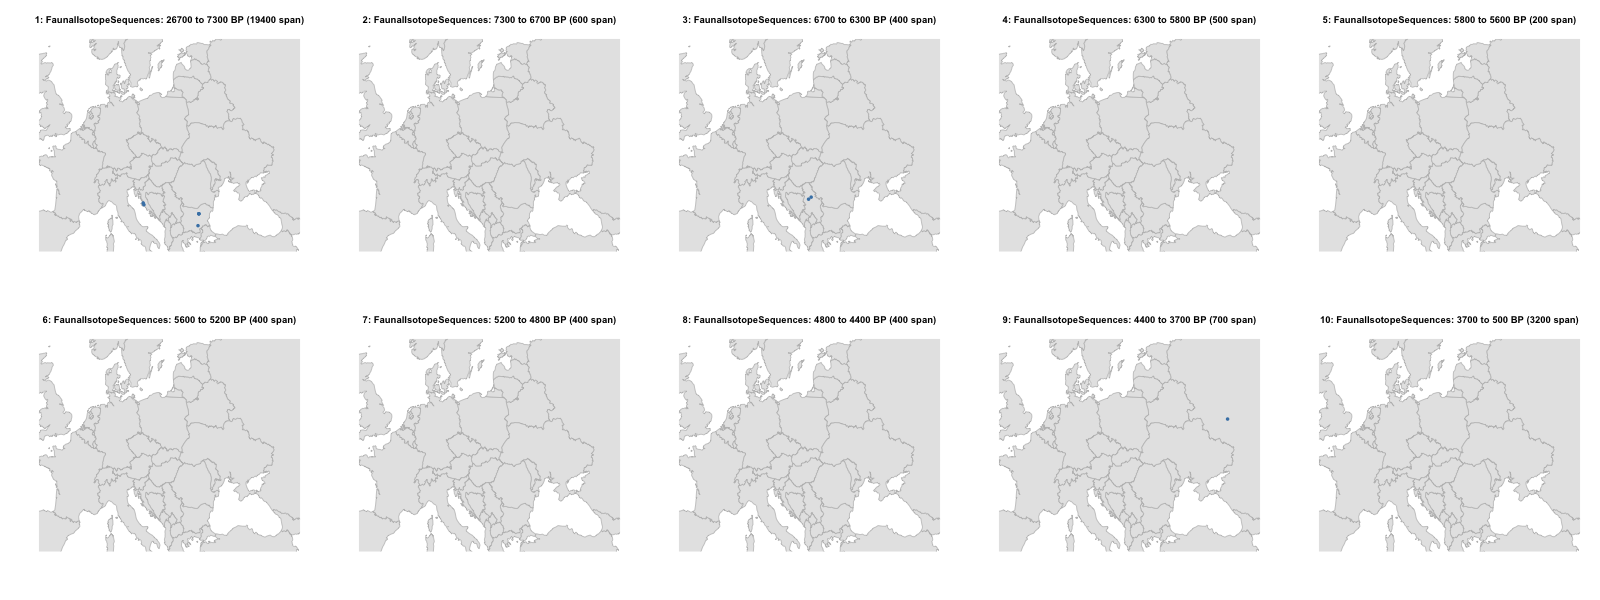 1: FaunalIsotopeSequences: 26700 to 7300 BP (19400 span)
2: FaunalIsotopeSequences: 7300 to 6700 BP (600 span)
3: FaunalIsotopeSequences: 6700 to 6300 BP (400 span)
4: FaunalIsotopeSequences: 6300 to 5800 BP (500 span)
5: FaunalIsotopeSequences: 5800 to 5600 BP (200 span)
6: FaunalIsotopeSequences: 5600 to 5200 BP (400 span)
7: FaunalIsotopeSequences: 5200 to 4800 BP (400 span)
8: FaunalIsotopeSequences: 4800 to 4400 BP (400 span)
9: FaunalIsotopeSequences: 4400 to 3700 BP (700 span)
10: FaunalIsotopeSequences: 3700 to 500 BP (3200 span)